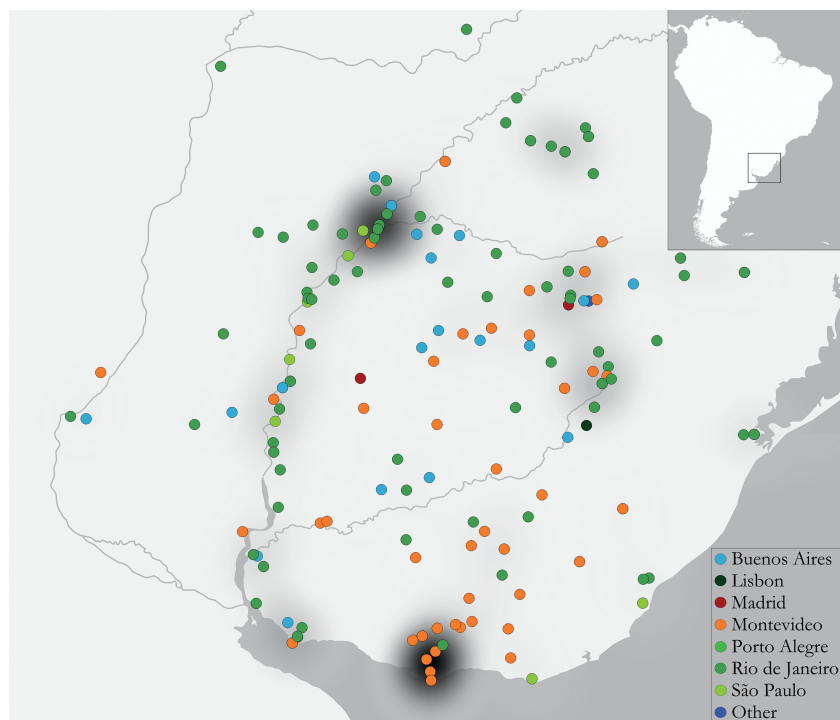 Buenos Aires
Lisbon
Madrid
Montevideo
Porto Alegre
Rio de Janeiro
São Paulo
Other